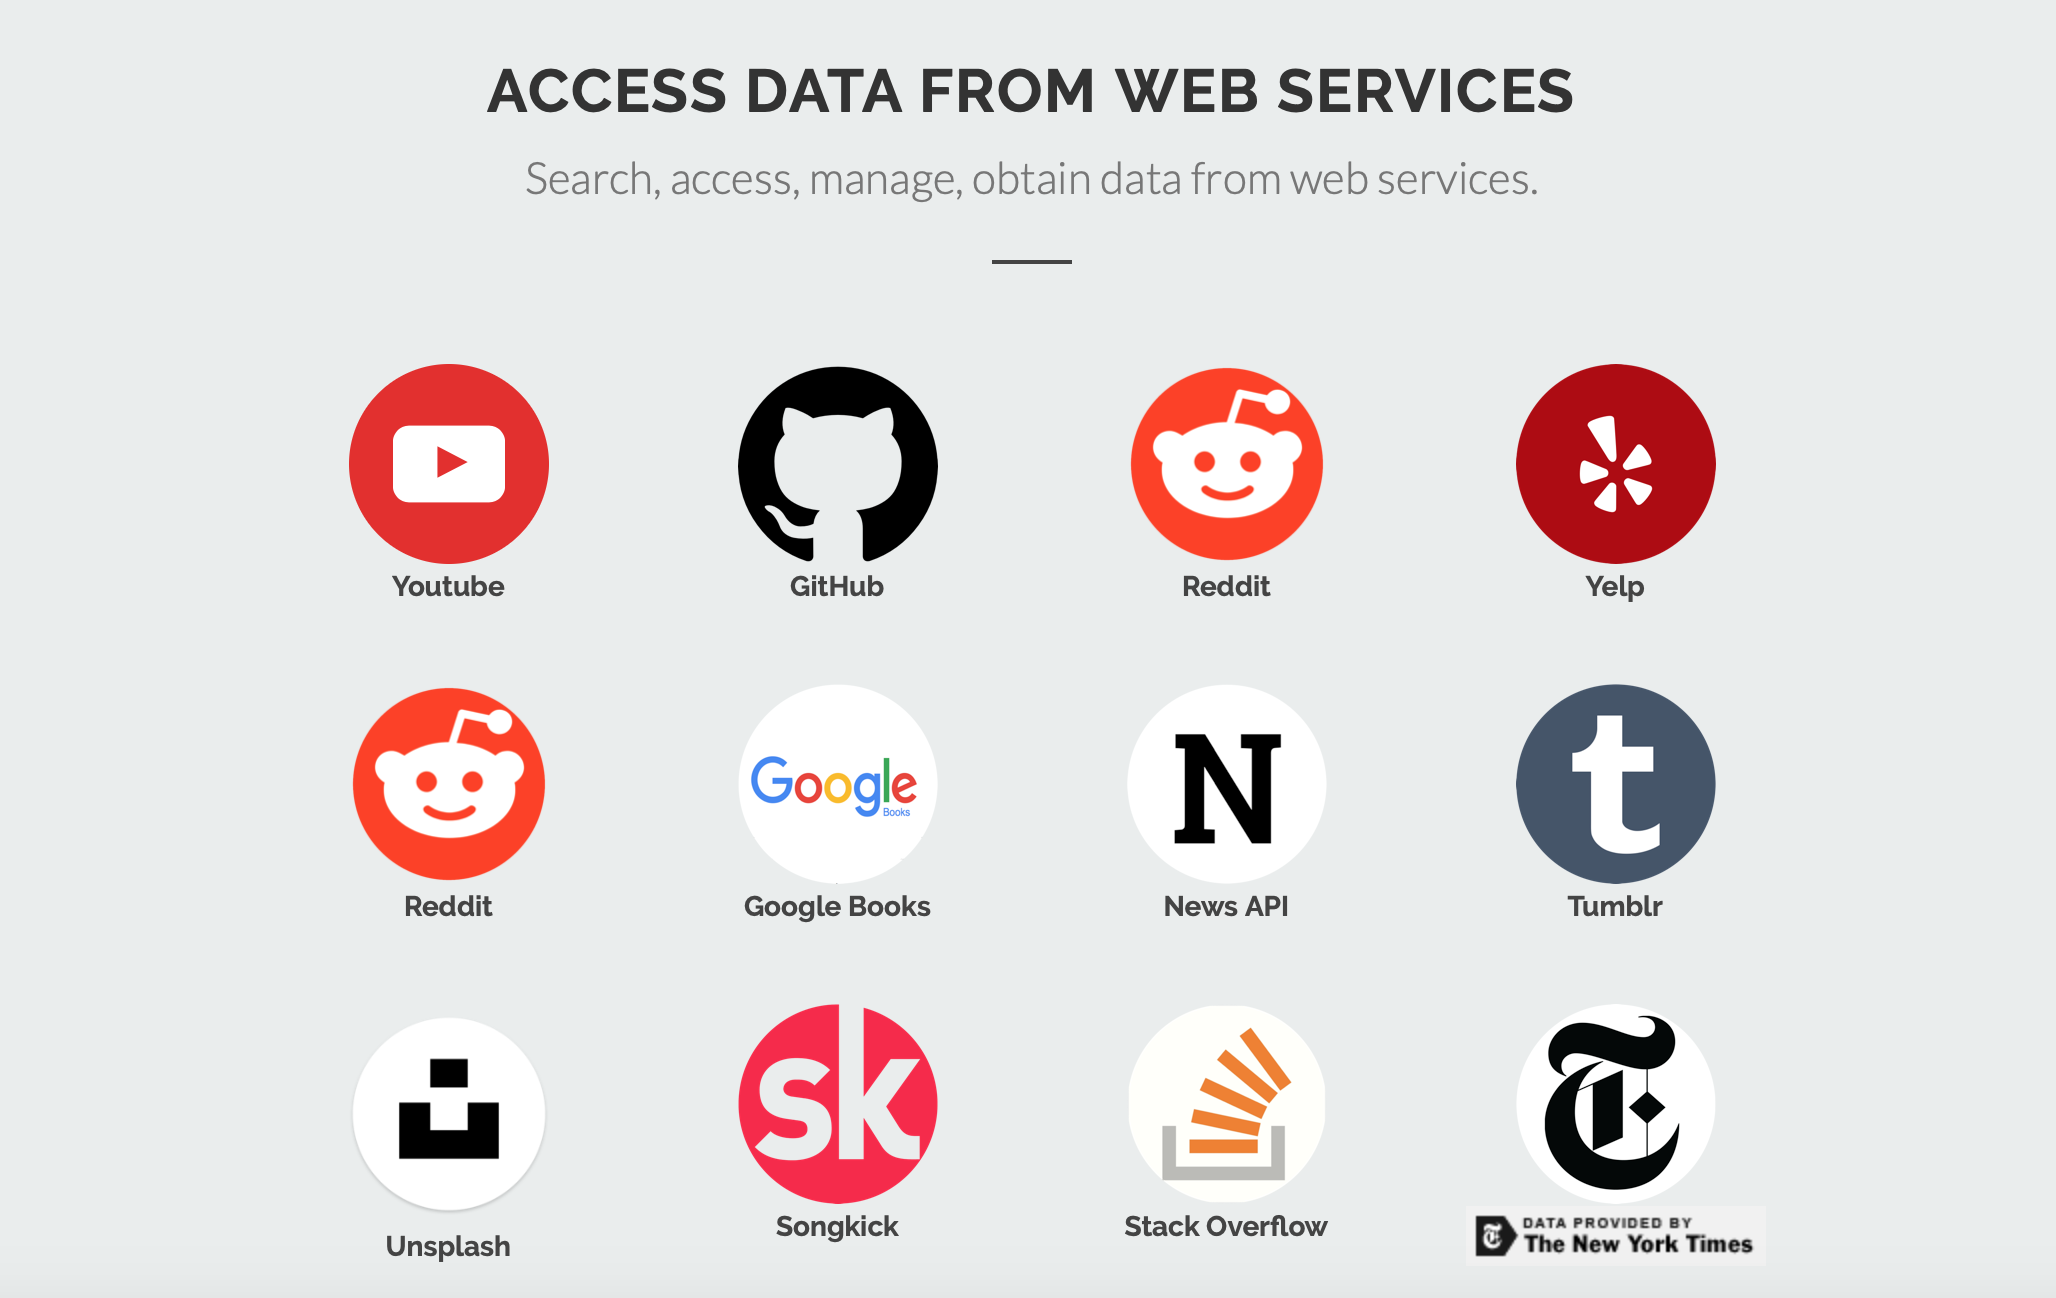 ACCESS DATA FROM WEB SERVICES
Search, access, manage, obtain data from web services.
Youtube
GitHub
Reddit
Yelp
Reddit
Google
Books
Google Books
N
News API
t
Tumblr
Unsplash
sk
Songkick
Stack Overflow
T
T
DATA PROVIDED BY
The New York Times